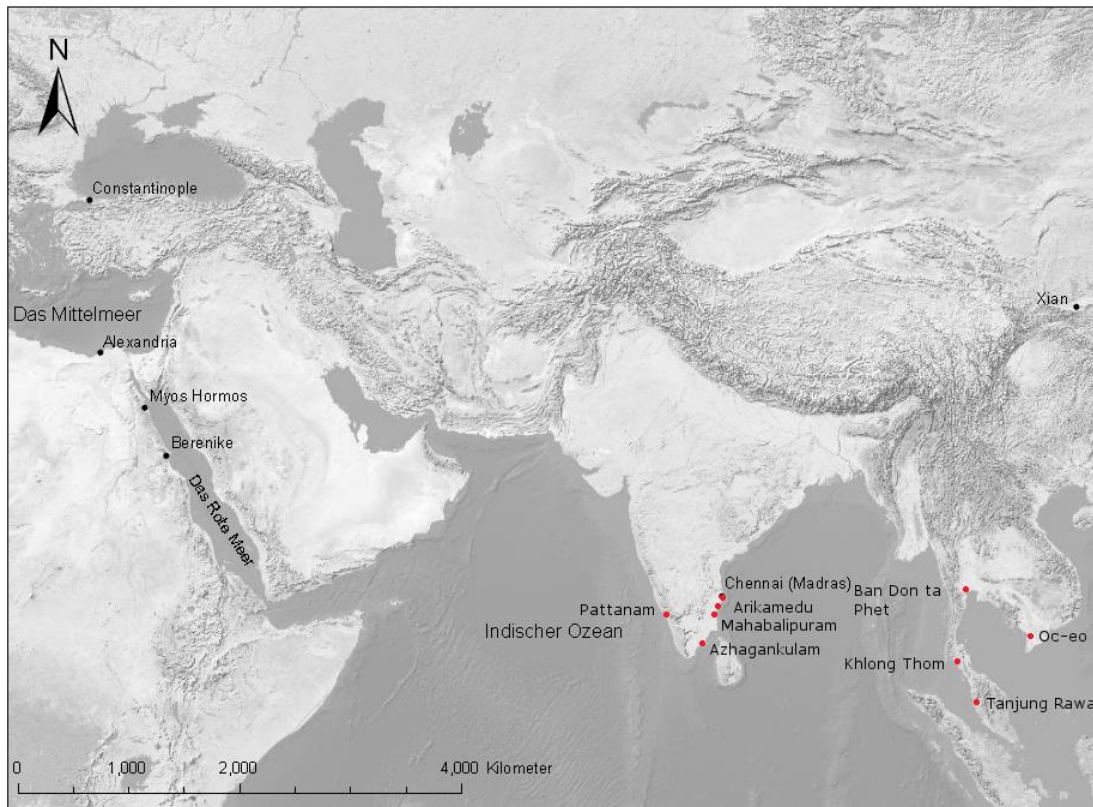 N
Constantinople
Xian
Das Mittelmeer
Alexandria
Myos Hormos
Berenike
Das Rote Meer
Chennai (Madras)
Ban Don ta
Phet
Arikamedu
Pattanam
Mahabalipuram
Indischer Ozean
Oc-eo
Azhagankulam
Khlong Thom
Tanjung Rawa
0 1,000 2,000 4,000 Kilometer